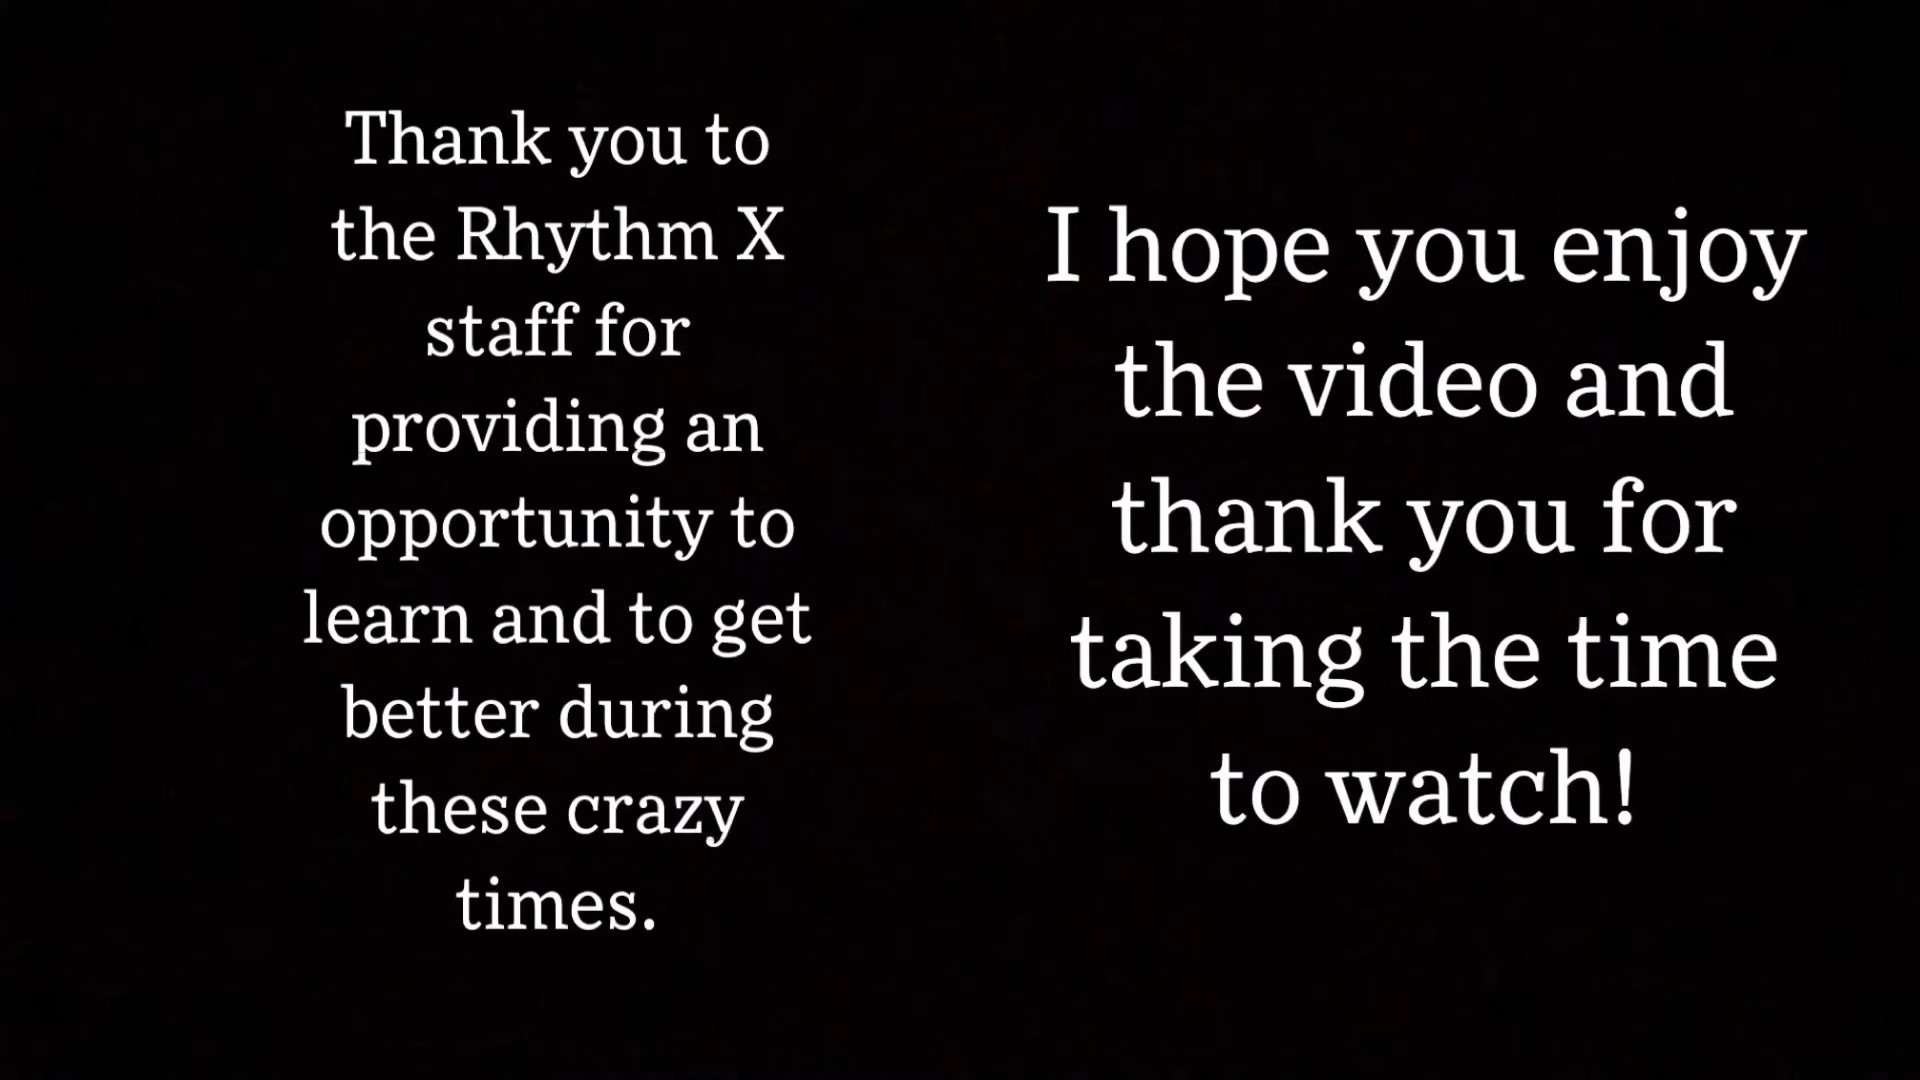 Thank you to
the Rhythm X
staff for
providing an
opportunity to
learn and to get
better during
these crazy
times.
I hope you enjoy
the video and
thank you for
taking the time
to watch!